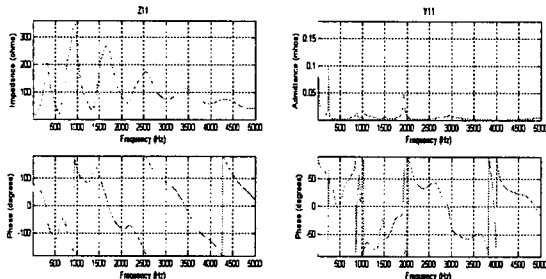 Z11
Impedance (ohms)
300
200
100
500 1000 1500 2000 2500 3000 3500 4000 4500 5000
Frequency (Hz)
Phase (degrees)
100
0
-100
500 1000 1500 2000 2500 3000 3500 4000 4500 5000
Frequency (Hz)
Y11
Admittance (mhos)
0.15
0.1
0.05
500 1000 1500 2000 2500 3000 3500 4000 4500 5000
Frequency (Hz)
Phase (degrees)
50
0
-50
500 1000 1500 2000 2500 3000 3500 4000 4500 5000
Frequency (Hz)